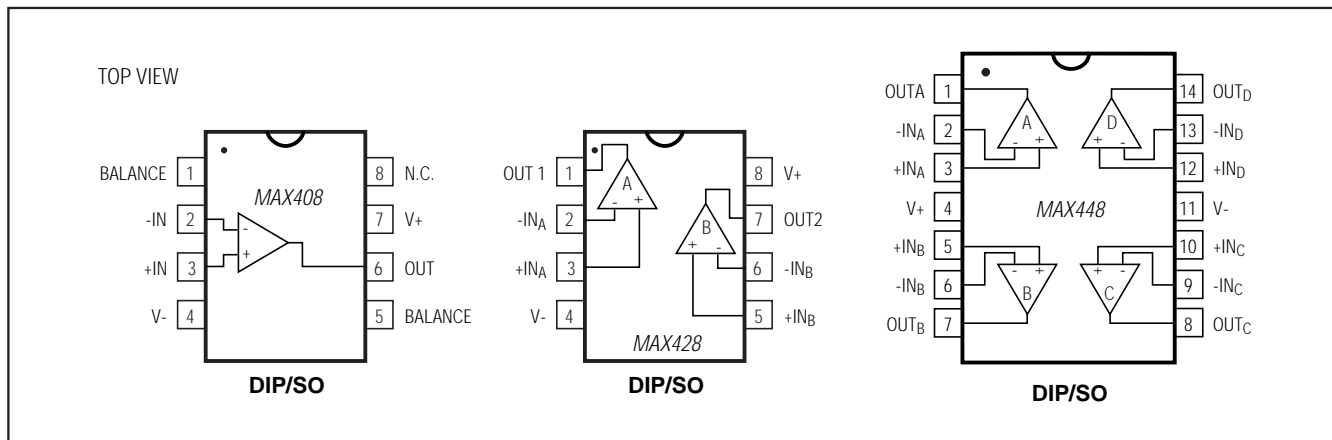 TOP VIEW
BALANCE 1
-IN 2
+IN 3
V- 4
8 N.C.
7 V+
6 OUT
5 BALANCE
MAX408
- 
+
DIP/SO
OUT 1 1
-INA 2
+INA 3
V- 4
8 V+
7 OUT2
6 -INB
5 +INB
A
- +
B
+ -
MAX428
DIP/SO
OUTA 1
-INA 2
+INA 3
V+ 4
+INB 5
-INB 6
OUTB 7
14 OUTD
13 -IND
12 +IND
11 V-
10 +INC
9 -INC
8 OUTC
A
- +
D
+ -
MAX448
- +
B
+ -
C
DIP/SO